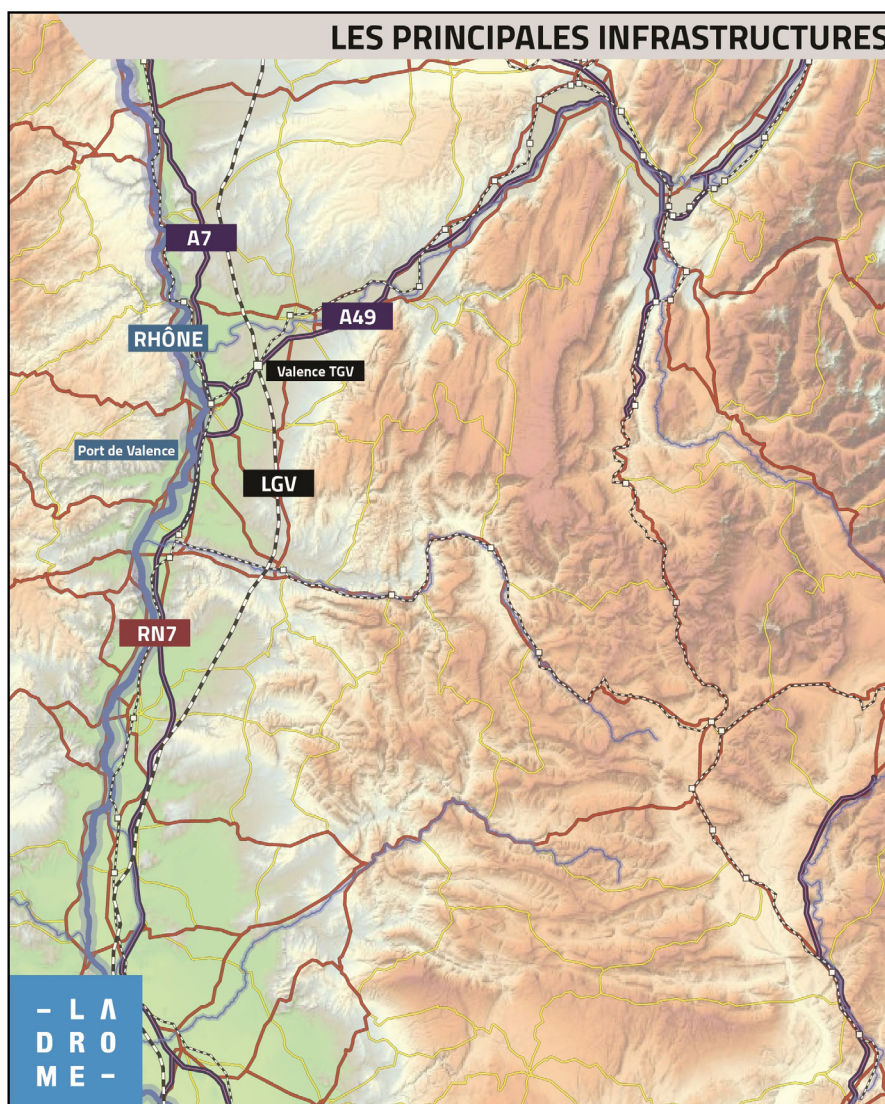 LES PRINCIPALES INFRASTRUCTURES
A7
A49
RHÔNE
Valence TGV
Port de Valence
LGV
RN7
– L A
D R O
M E –